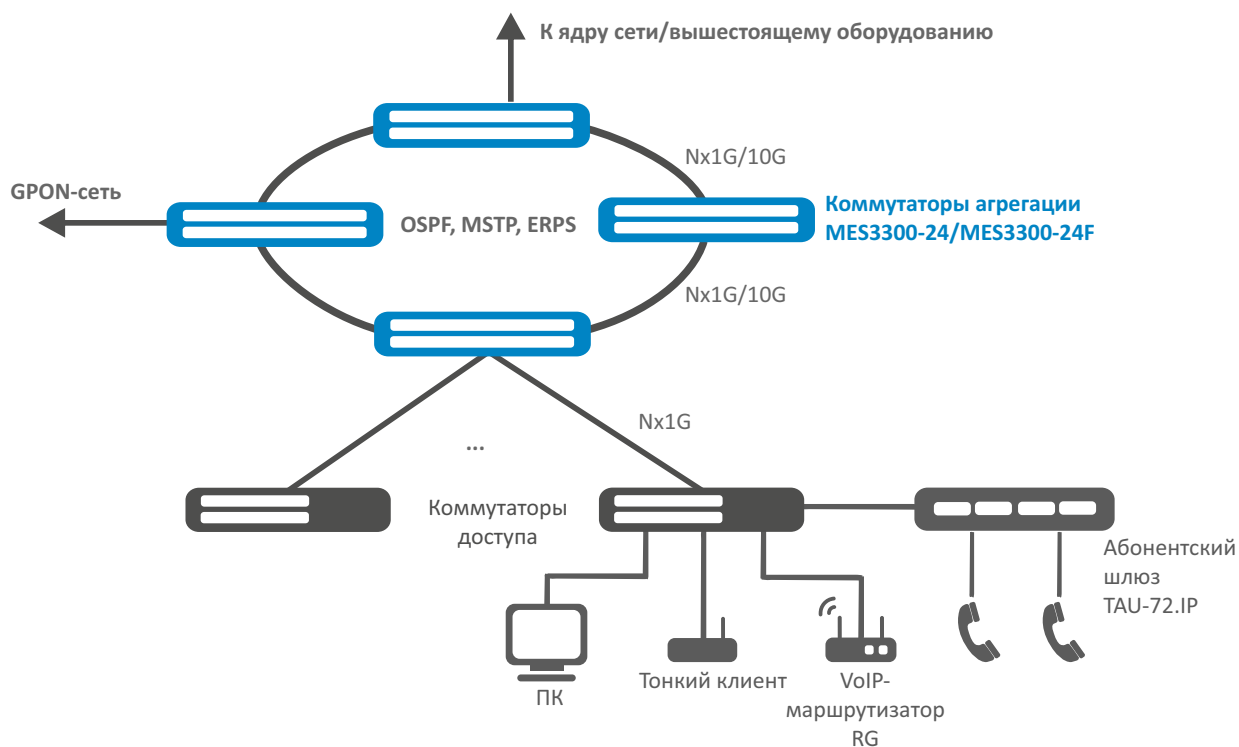 К ядру сети/вышестоящему оборудованию
Nx1G/10G
GPON-сеть
OSPF, MSTP, ERPS
Коммутаторы агрегации
MES3300-24/MES3300-24F
Nx1G/10G
Nx1G
...
Коммутаторы
доступа
Абонентский
шлюз
TAU-72.IP
ПК
Тонкий клиент
VoIP-
маршрутизатор
RG